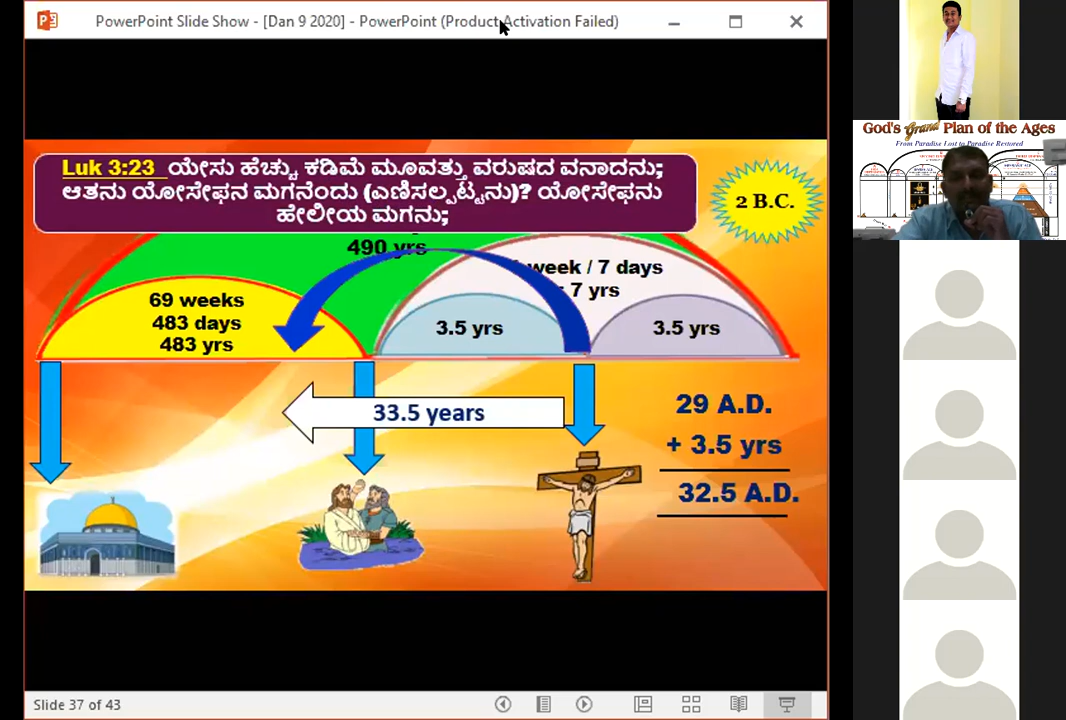 PowerPoint Slide Show - [Dan 9 2020] - PowerPoint (Product Activation Failed)
Luk 3:23 ಯೇಸು ಹೆಚ್ಚು ಕಡಿಮೆ ಮೂವತ್ತು ವರುಷದ ವನಾದನು;
ಆತನು ಯೋಸೇಫನ ಮಗನೆಂದು (ಎಣಿಸಲ್ಪಟ್ಟನು)? ಯೋಸೇಫನು
ಹೇಲೀಯ ಮಗನು;
2 B.C.
490 yrs
week / 7 days
7 yrs
69 weeks
483 days
483 yrs
3.5 yrs
3.5 yrs
33.5 years
29 A.D.
+ 3.5 yrs
32.5 A.D.
Slide 37 of 43
God's Grand Plan of the Ages
From Paradise Lost to Paradise Restored